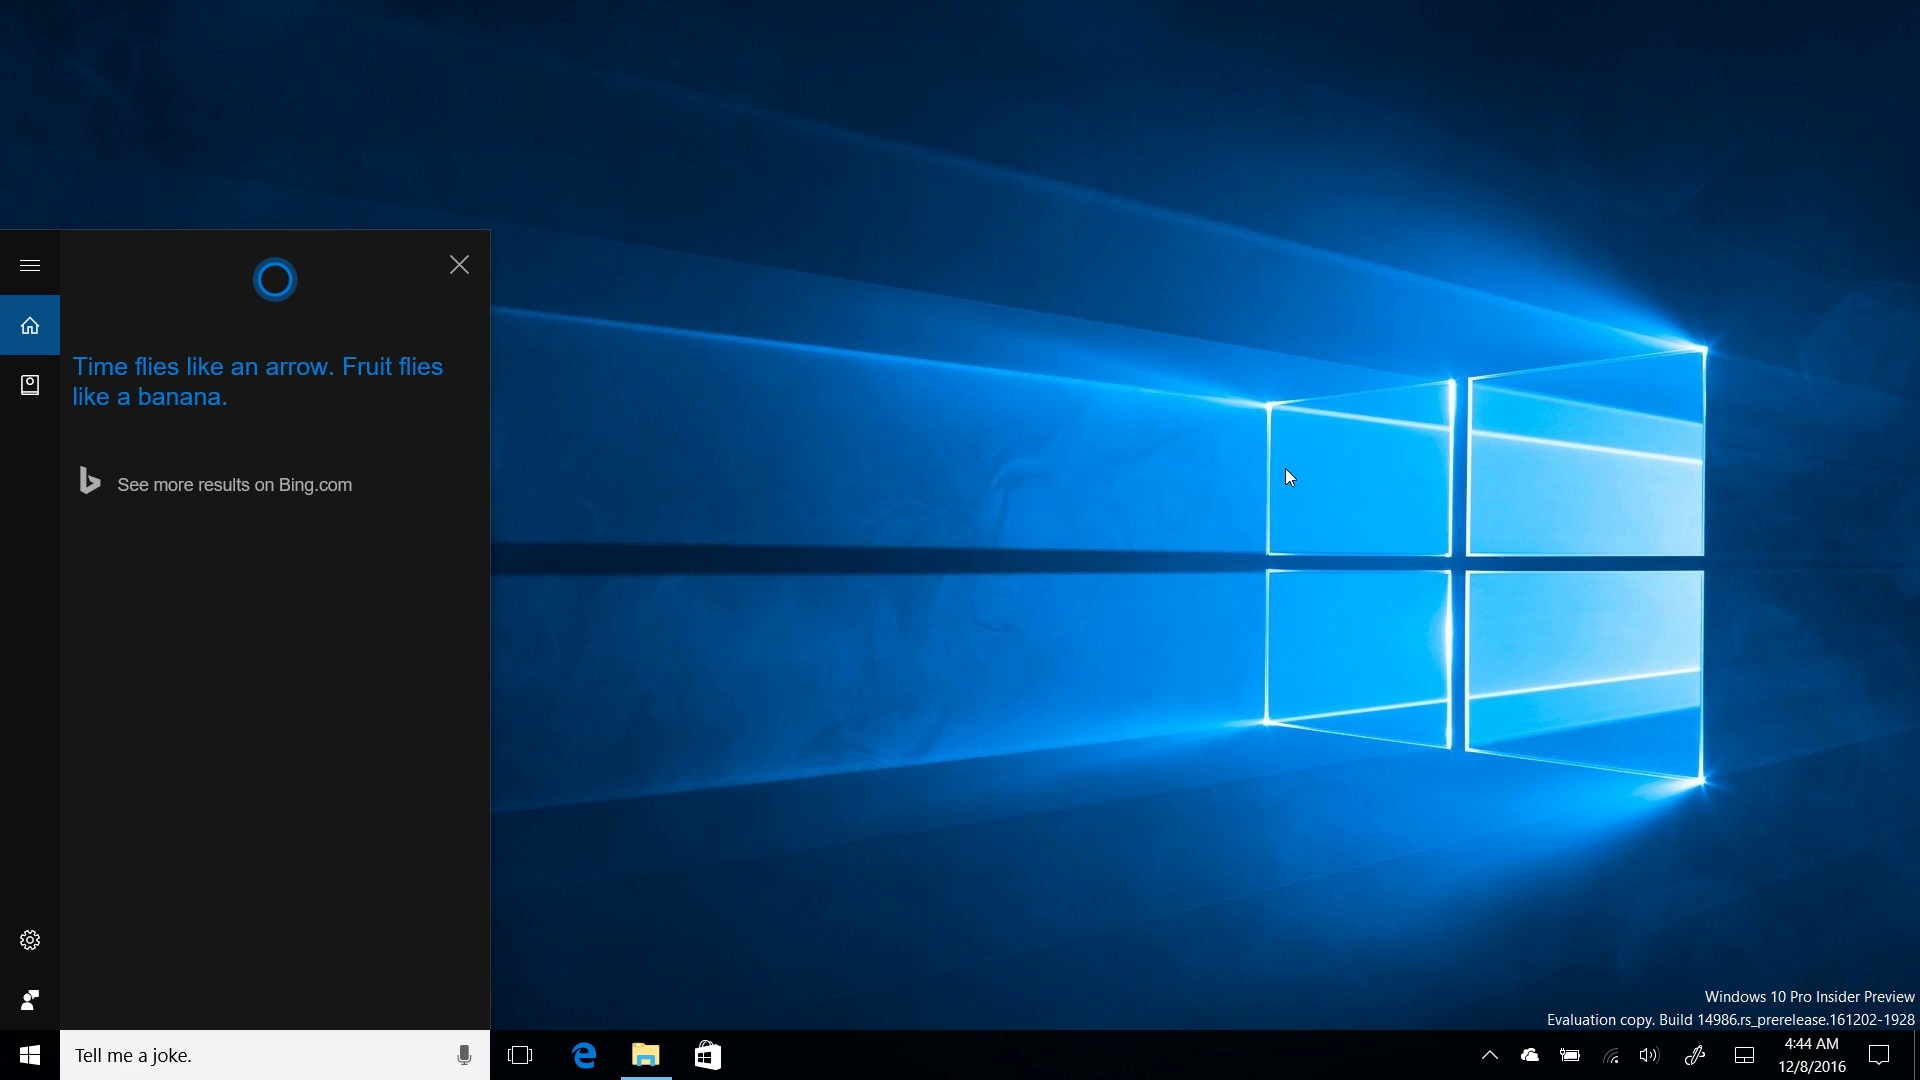 Time flies like an arrow. Fruit flies
like a banana.
See more results on Bing.com
Windows 10 Pro Insider Preview
Evaluation copy. Build 14986.rs_prerelease.161202-1928
Tell me a joke.
4:44 AM
12/8/2016